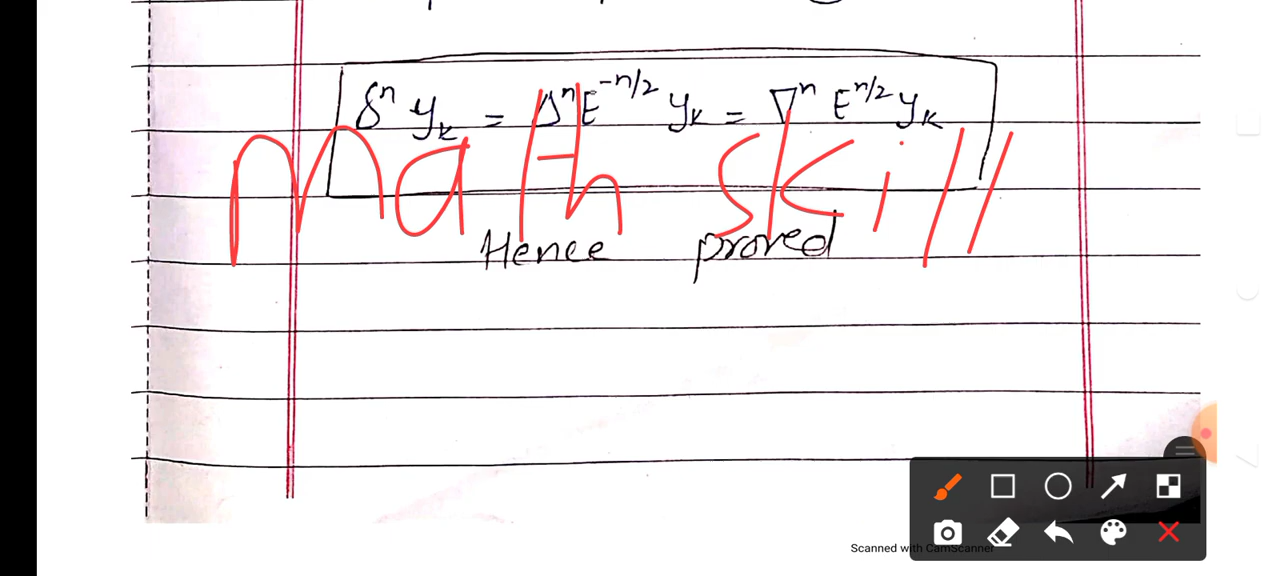 δⁿ yₖ = Δⁿ E^(-n/2) yₖ = ∇ⁿ E^(n/2) yₖ
Math skill
Hence proved
Scanned with CamScanner